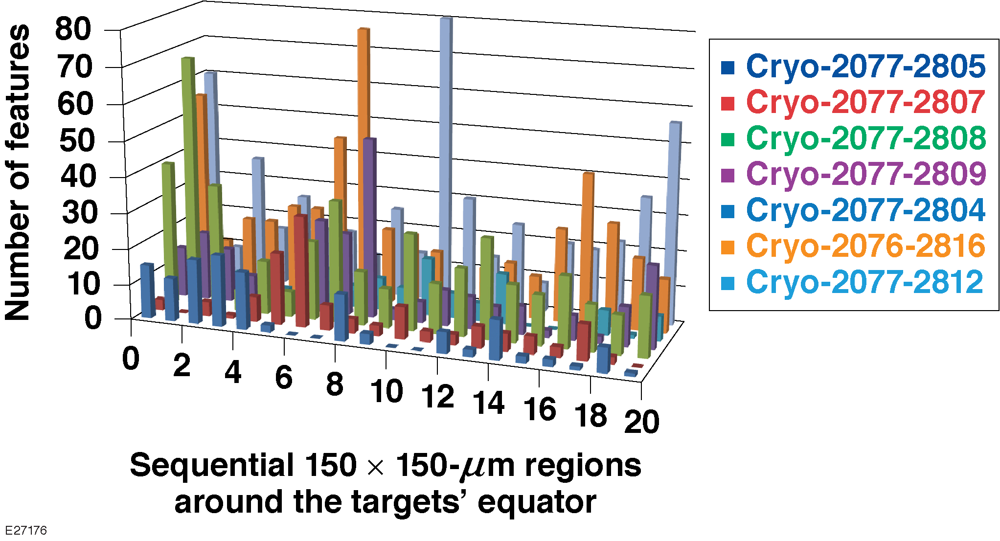 Number of features
80
70
60
50
40
30
20
10
0
0 2 4 6 8 10 12 14 16 18 20
Sequential 150 × 150-μm regions
around the targets’ equator
Cryo-2077-2805
Cryo-2077-2807
Cryo-2077-2808
Cryo-2077-2809
Cryo-2077-2804
Cryo-2076-2816
Cryo-2077-2812
E27176